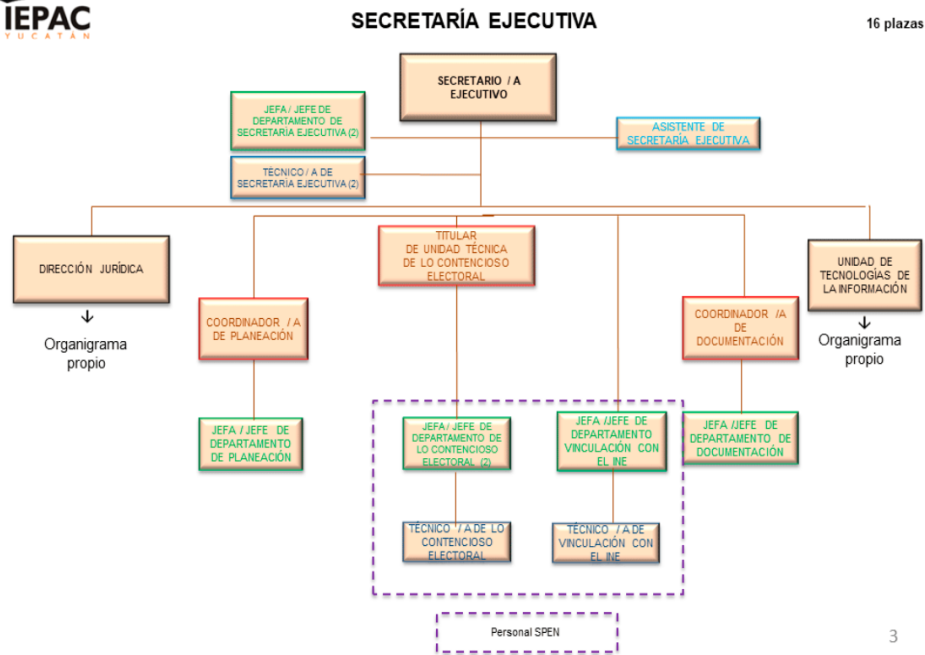 IEPAC
YUCATÁN
SECRETARÍA EJECUTIVA
16 plazas
SECRETARIO / A
EJECUTIVO
JEFA / JEFE DE
DEPARTAMENTO DE
SECRETARÍA EJECUTIVA (2)
ASISTENTE DE
SECRETARÍA EJECUTIVA
TÉCNICO / A DE
SECRETARÍA EJECUTIVA (2)
DIRECCIÓN JURÍDICA
Organigrama
propio
TITULAR
DE UNIDAD TÉCNICA
DE LO CONTENCIOSO
ELECTORAL
UNIDAD DE
TECNOLOGÍAS DE
LA INFORMACIÓN
Organigrama
propio
COORDINADOR / A
DE PLANEACIÓN
COORDINADOR /A
DE
DOCUMENTACIÓN
JEFA / JEFE DE
DEPARTAMENTO
DE PLANEACIÓN
JEFA / JEFE DE
DEPARTAMENTO DE
LO CONTENCIOSO
ELECTORAL (2)
JEFA /JEFE DE
DEPARTAMENTO
VINCULACIÓN CON
EL INE
JEFA /JEFE DE
DEPARTAMENTO DE
DOCUMENTACIÓN
TÉCNICO / A DE LO
CONTENCIOSO
ELECTORAL
TÉCNICO / A DE
VINCULACIÓN CON
EL INE
Personal SPEN
3